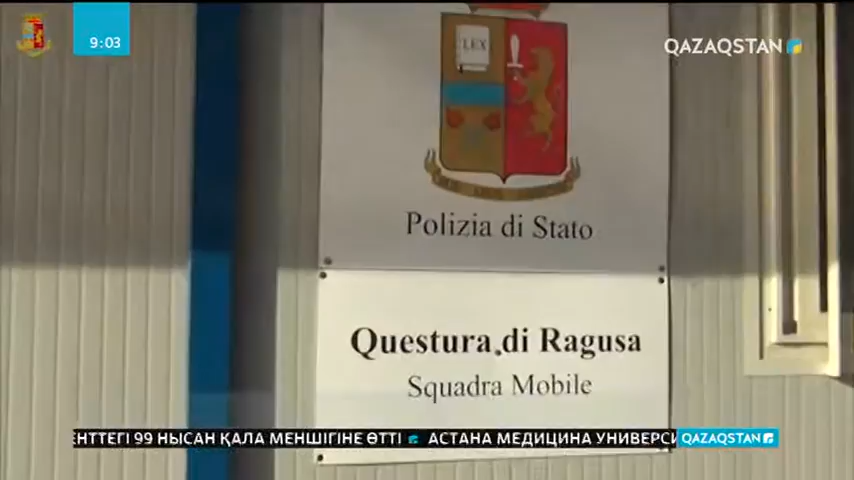 9:03
QAZAQSTAN
LEX
Polizia di Stato
Questura di Ragusa
Squadra Mobile
ЕНТТЕГІ 99 НЫСАН ҚАЛА МЕНШІГІНЕ ӨТТІ АСТАНА МЕДИЦИНА УНИВЕРСИ QAZAQSTAN